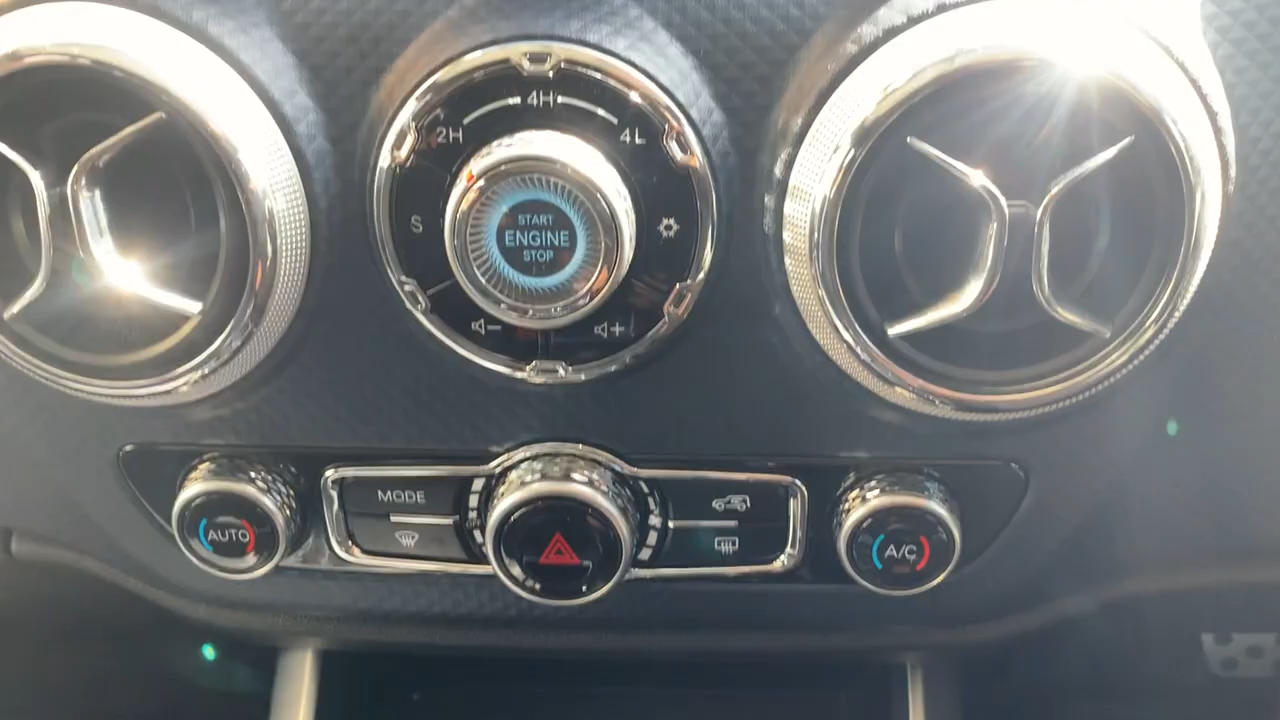 4H
2H
4L
S
START
ENGINE
STOP
−
+
MODE
AUTO
A/C